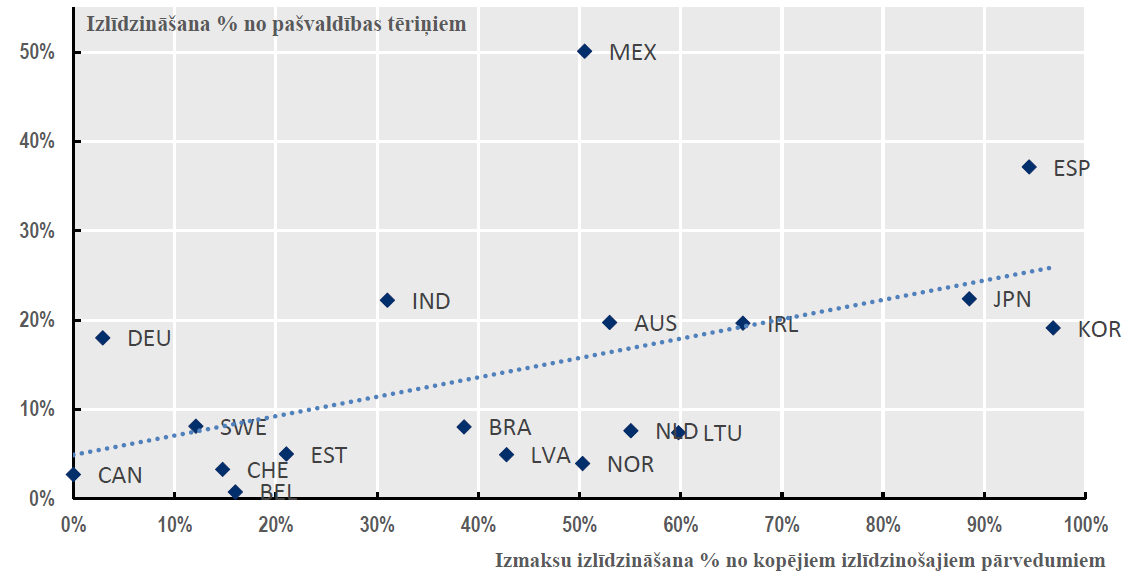 Izlīdzināšana % no pašvaldības tēriņiem
50%
40%
30%
20%
10%
0%
MEX
ESP
IND
JPN
DEU
AUS
IRL
KOR
SWE
BRA
NLD
LTU
EST
LVA
NOR
CAN
CHE
BEL
0% 10% 20% 30% 40% 50% 60% 70% 80% 90% 100%
Izmaksu izlīdzināšana % no kopējiem izlīdzinošajiem pārvedumiem